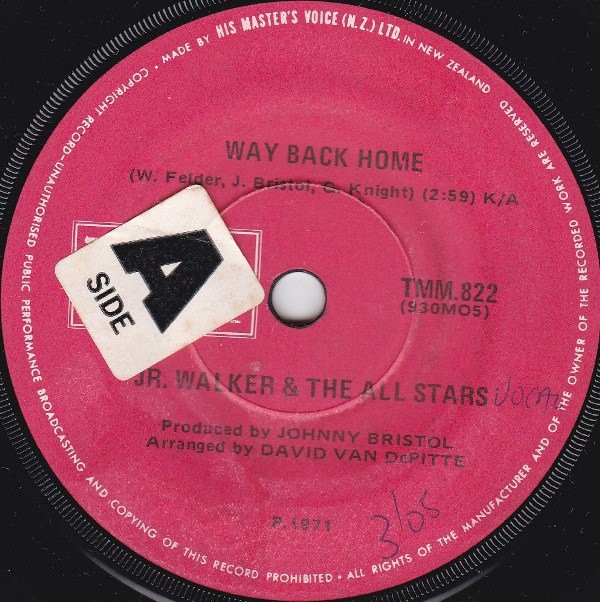 COPYRIGHT RECORD-UNAUTHORISED PUBLIC PERFORMANCE BROADCASTING AND COPYING OF THIS RECORD PROHIBITED • ALL RIGHTS OF THE MANUFACTURER AND OF THE OWNER OF THE RECORDED WORK ARE RESERVED
MADE BY HIS MASTER'S VOICE (N.Z.) LTD. IN NEW ZEALAND
WAY BACK HOME
(W. Felder, J. Bristol, G. Knight) (2:59) K/A
A
SIDE
TMM.822
(930MO5)
JR. WALKER & THE ALL STARS VOCAL
Produced by JOHNNY BRISTOL
Arranged by DAVID VAN DePITTE
P.1971
3/05